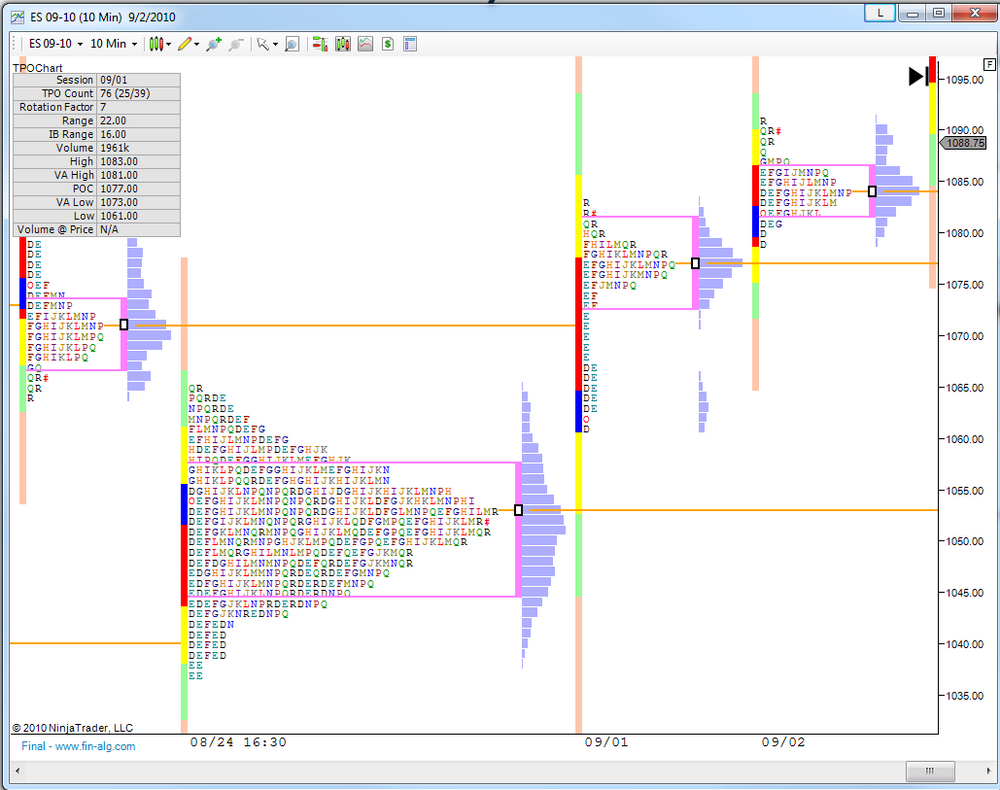 ES 09-10 (10 Min) 9/2/2010
L
ES 09-10
10 Min
F
TPOChart
Session 09/01
TPO Count 76 (25/39)
Rotation Factor 7
Range 22.00
IB Range 16.00
Volume 1961k
High 1083.00
VA High 1081.00
POC 1077.00
VA Low 1073.00
Low 1061.00
Volume @ Price N/A
DE
DE
DE
DE
OEF
DEFMN
DEFMNP
EFIJKLMNP
FGHIJKLMNP
FGHIJKLMPQ
FGHIJKLPQ
FGHIKLPQ
GQ
QR#
QR
R
QR
PQRDE
NPQRDE
MNPQRDEF
FLMNPQDEFG
EFHIJLMNPDEFG
HDEFGHIJLMPDEFGHJK
GHIKLPQDEFGGHIJKLMEFGHIJKN
GHIKLPQQRDEFGHGHIJKHIJKLMN
DGHIJKLNPQNPQRDGHIJDGHIJKHIJKLMNPH
OEFGHIJKLMNPQNPQRDGHIJKLDFGJKHKLMNPHI
DEFGHIJKLMNPQNPQRDGHIJKLDFGLMNPQEFGHILMR
DEFGIJKLMNQNPQRGHIJKLQDFGMPQEFGHIJKLMR#
DEFGKLMNQRMNPQGHIJKLQDEFGMPQEFGHIJKLMQR
DEFLMNQRMNPGHJKLMPQDEFGPQEFGHIJKLMQR
DEFLMQRGHILMNLMPQDEFQEFGJKMQR
DEFDGHILMNMNPQRDEFQEFGJKMNQR
EDGHIJKLMMNPQRDEQRDEFGMNPQ
EDFGHIJKLMNPQRDERDEFMNPQ
EDEFGJKLNPRDERDNPQ
DEFGJKNREDNPQ
DEFEDN
DEFED
DEFED
DEFED
EE
EE
R
R#
QR
HQR
FHILMQR
FGHIKLMNPQR
EFGHIJKLMNPQ
EFGHIJKMNPQ
EFJMNPQ
EF
EF
E
E
E
E
E
DE
DE
DE
DE
DE
O
D
R
QR#
QR
Q
GMPQ
EFGIJMNPQ
EFGHIJLMNP
DEFGHIJKLMNP
DEFGHIJKLM
OEFGHJKL
DEG
D
D
1095.00
1090.00
1088.75
1085.00
1080.00
1075.00
1070.00
1065.00
1060.00
1055.00
1050.00
1045.00
1040.00
1035.00
© 2010 NinjaTrader, LLC
Final - www.fin-alg.com
08/24 16:30
09/01
09/02